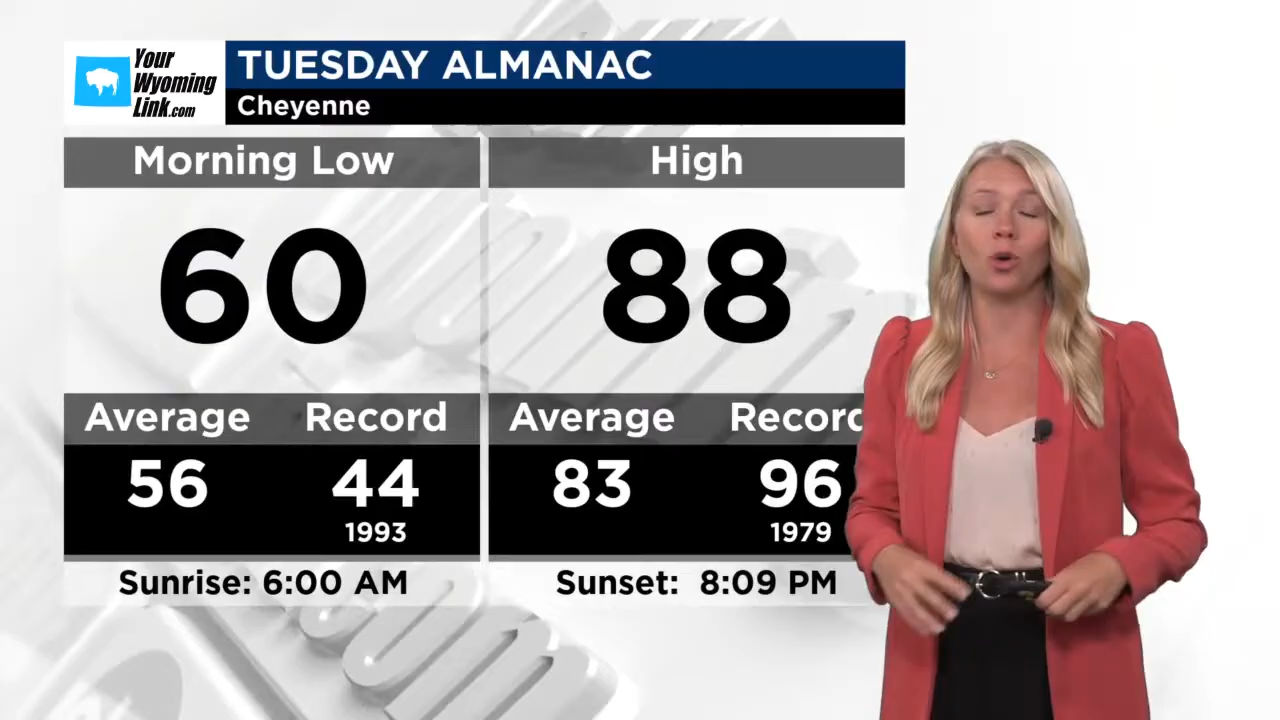 Your
Wyoming
Link.com
TUESDAY ALMANAC
Cheyenne
Morning Low
High
60
88
Average Record
Average Record
56 44
1993
83 96
1979
Sunrise: 6:00 AM
Sunset: 8:09 PM